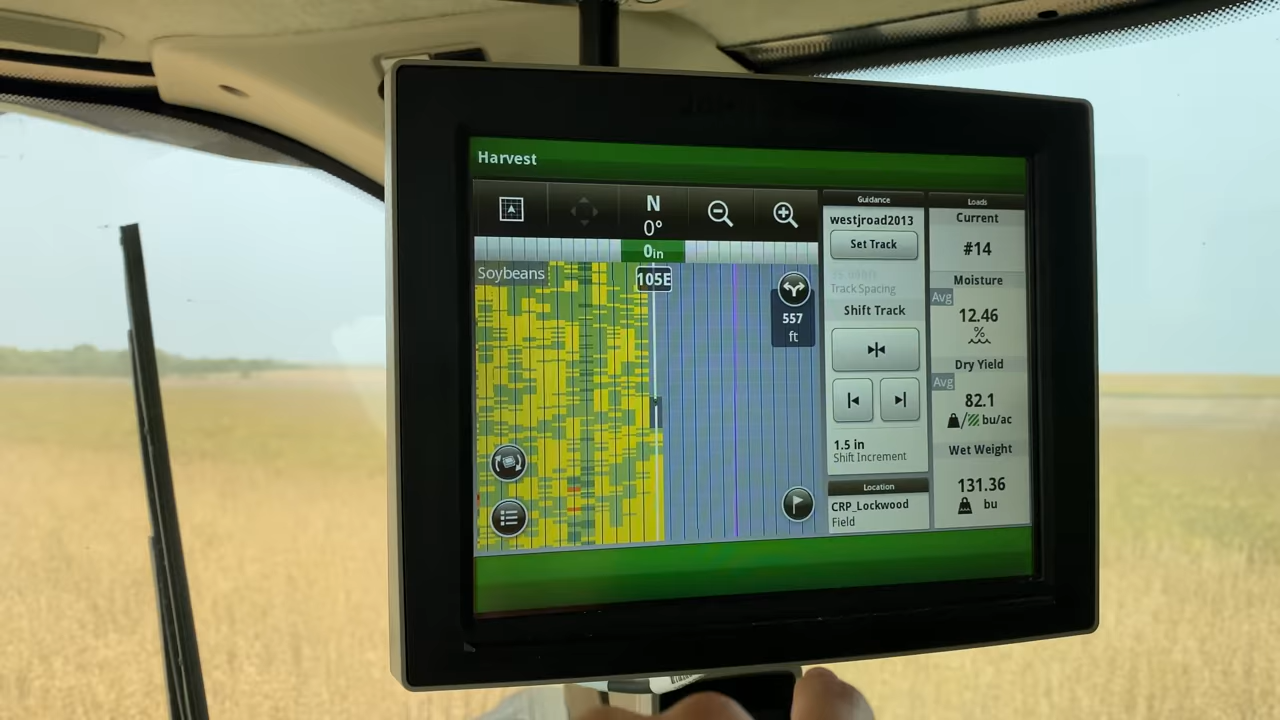 Harvest
N
0°
0in
Soybeans
105E
557
ft
Guidance
westjroad2013
Set Track
Track Spacing
Shift Track
1.5 in
Shift Increment
Location
CRP_Lockwood
Field
Loads
Current
#14
Moisture
Avg
12.46
%
Dry Yield
Avg
82.1
bu/ac
Wet Weight
131.36
bu